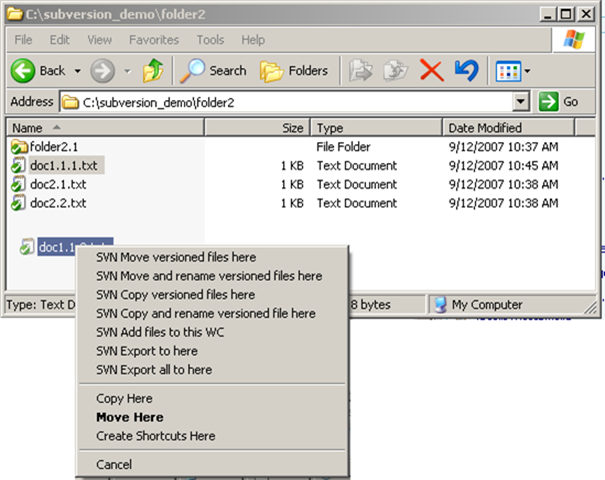 C:\subversion_demo\folder2
File Edit View Favorites Tools Help
Back Search Folders
Address C:\subversion_demo\folder2 Go
Name Size Type Date Modified
folder2.1 File Folder 9/12/2007 10:37 AM
doc1.1.1.txt 1 KB Text Document 9/12/2007 10:45 AM
doc2.1.txt 1 KB Text Document 9/12/2007 10:38 AM
doc2.2.txt 1 KB Text Document 9/12/2007 10:38 AM
SVN Move versioned files here
SVN Move and rename versioned files here
SVN Copy versioned files here
Type: Text D 8 bytes My Computer
SVN Copy and rename versioned file here
SVN Add files to this WC
SVN Export to here
SVN Export all to here
Copy Here
Move Here
Create Shortcuts Here
Cancel